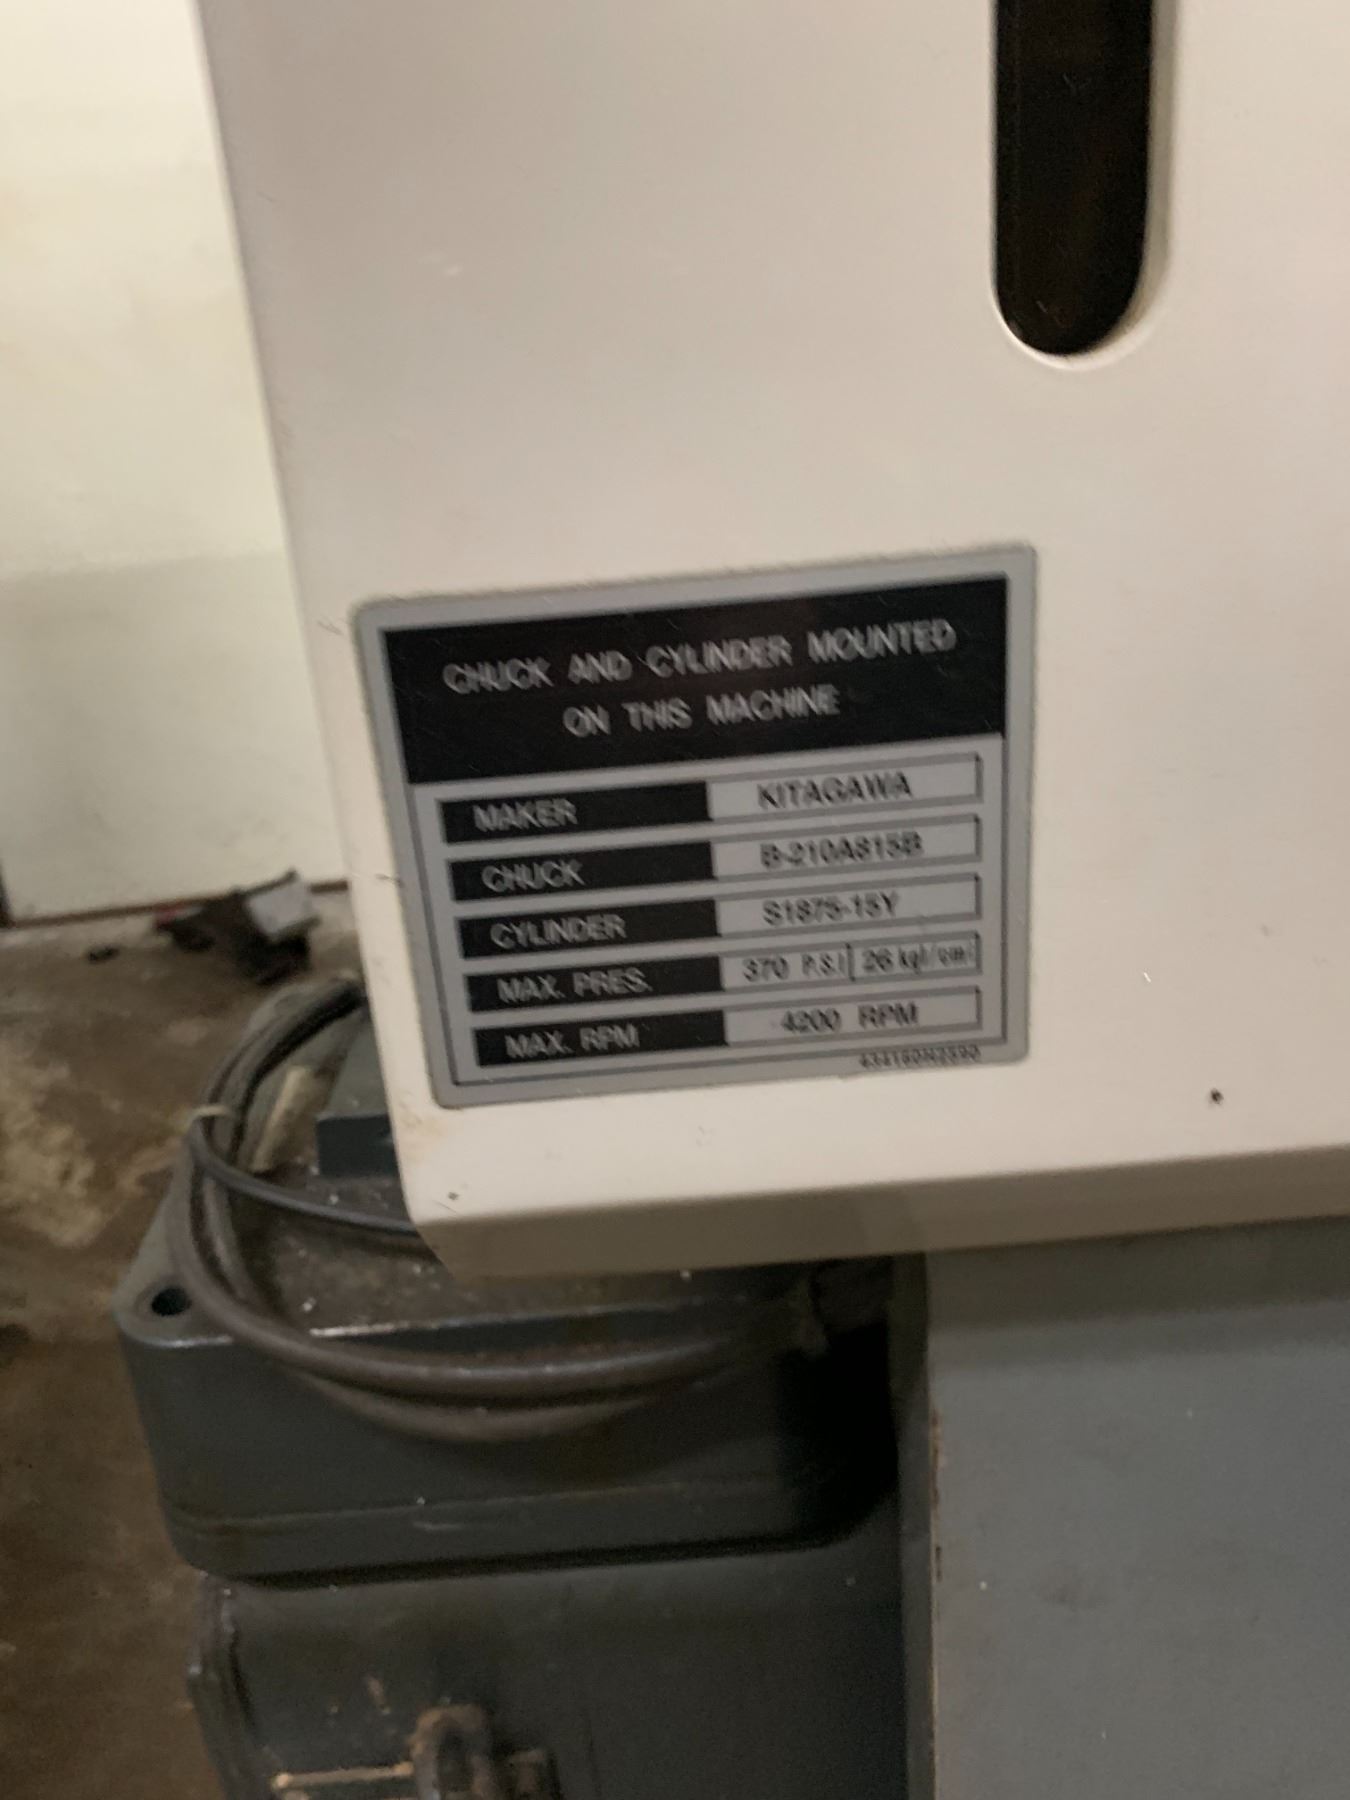 CHUCK AND CYLINDER MOUNTED
ON THIS MACHINE
MAKER KITAGAWA
CHUCK B-210A815B
CYLINDER S1875-15Y
MAX. PRES. 370 P.S.I 26 kgf/cm²
MAX. RPM 4200 RPM